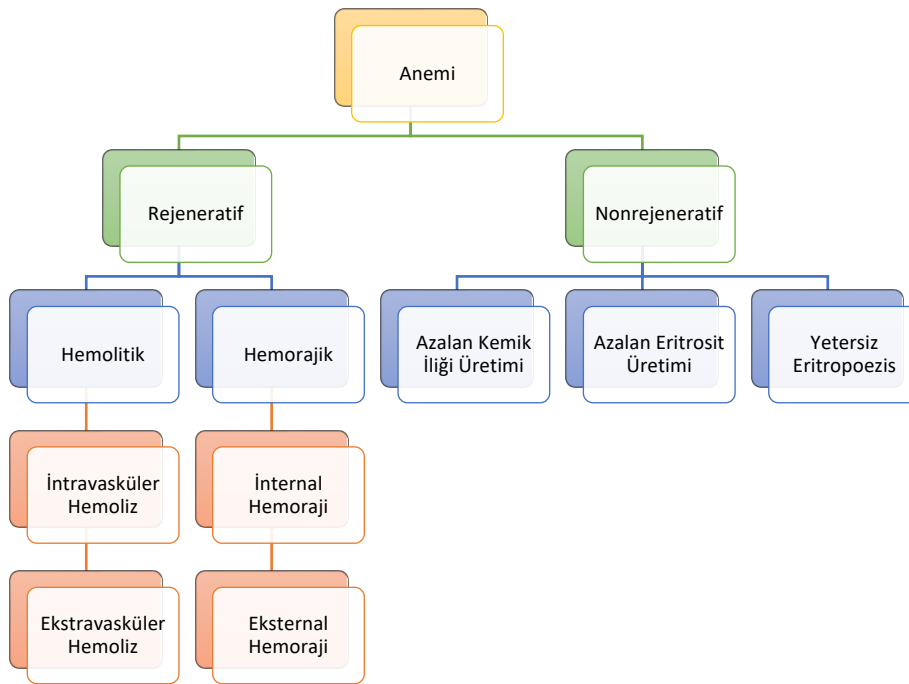 Anemi
Rejeneratif
Nonrejeneratif
Hemolitik
Hemorajik
Azalan Kemik
İliği Üretimi
Azalan Eritrosit
Üretimi
Yetersiz
Eritropoezis
İntravasküler
Hemoliz
İnternal
Hemoraji
Ekstravasküler
Hemoliz
Eksternal
Hemoraji